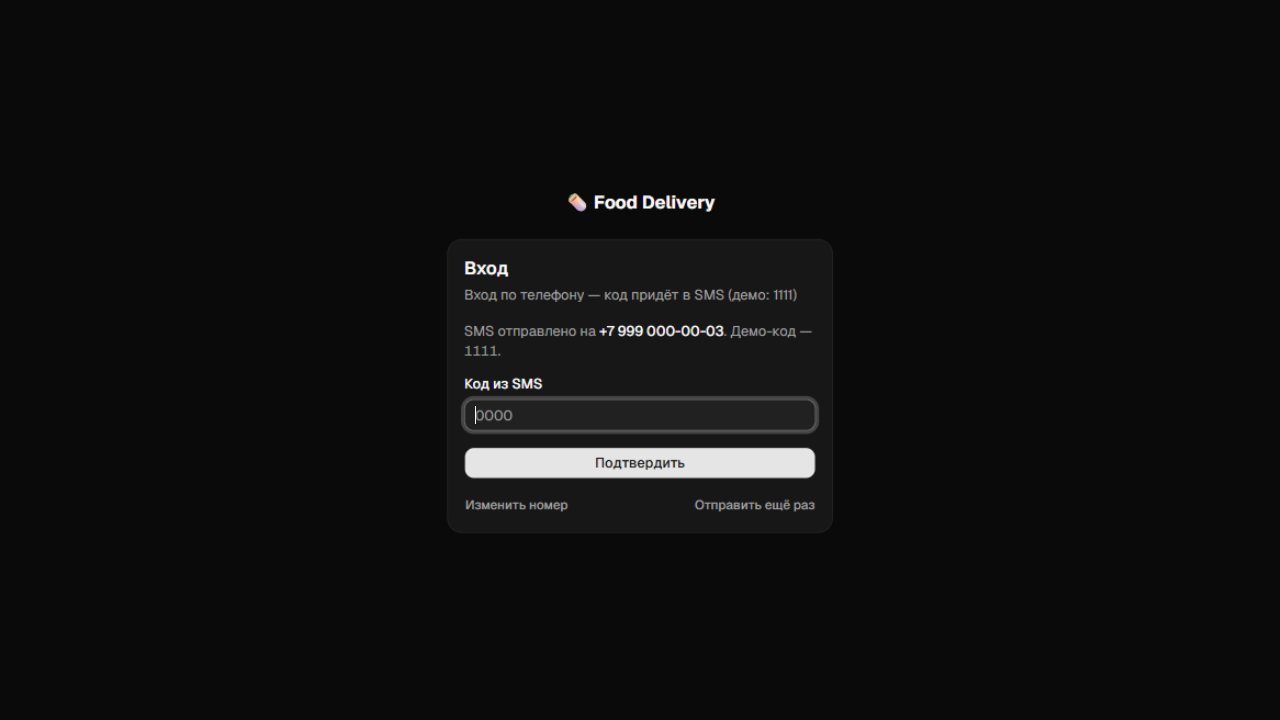 Food Delivery
Вход
Вход по телефону — код придёт в SMS (демо: 1111)
SMS отправлено на +7 999 000-00-03. Демо-код —
1111.
Код из SMS
0000
Подтвердить
Изменить номер
Отправить ещё раз